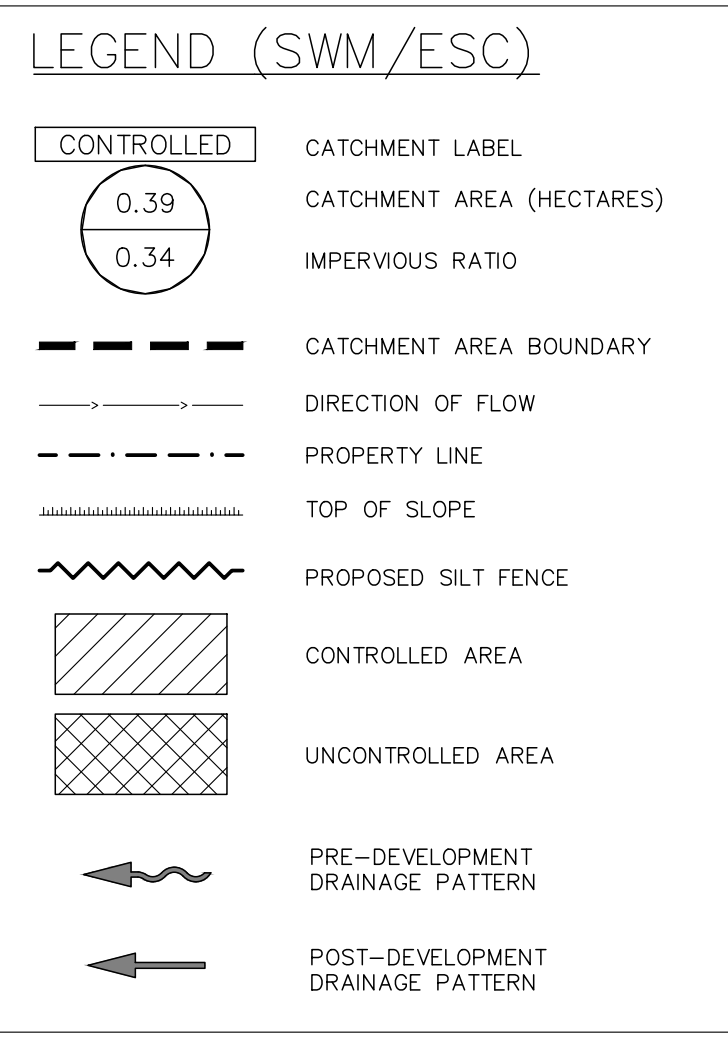 LEGEND (SWM/ESC)
CONTROLLED
CATCHMENT LABEL
0.39
CATCHMENT AREA (HECTARES)
0.34
IMPERVIOUS RATIO
CATCHMENT AREA BOUNDARY
DIRECTION OF FLOW
PROPERTY LINE
TOP OF SLOPE
PROPOSED SILT FENCE
CONTROLLED AREA
UNCONTROLLED AREA
PRE-DEVELOPMENT
DRAINAGE PATTERN
POST-DEVELOPMENT
DRAINAGE PATTERN